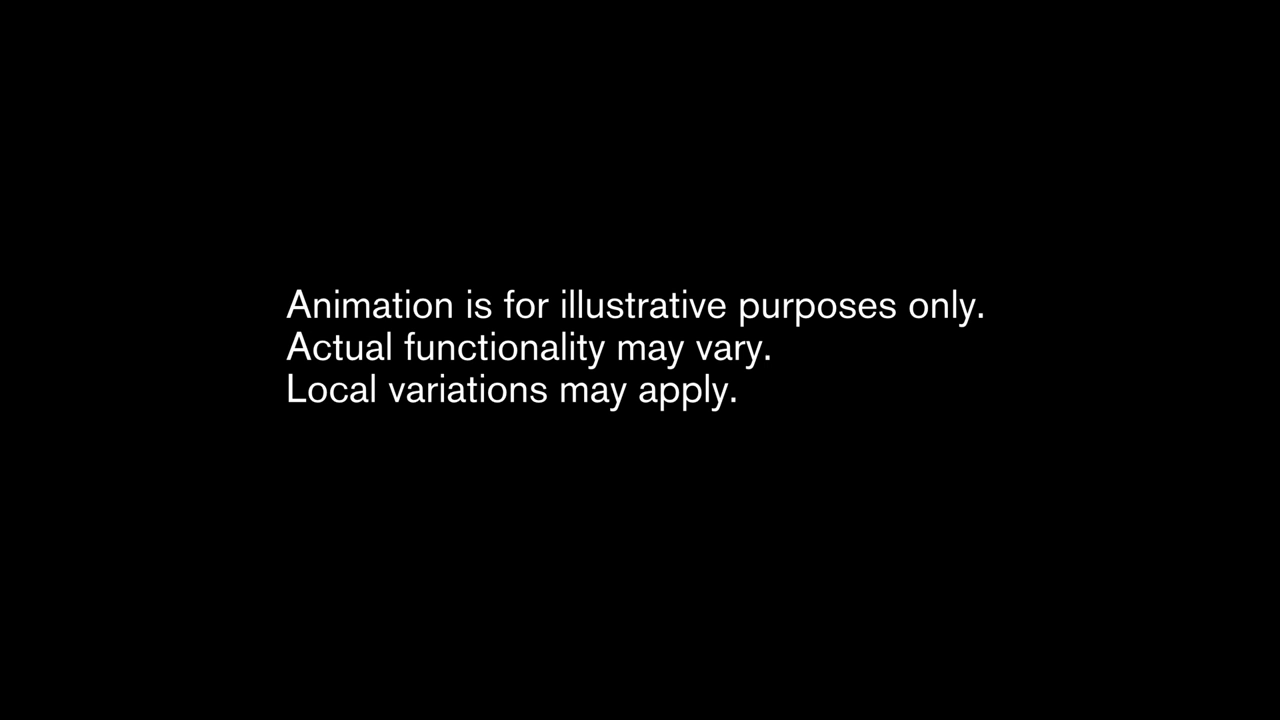 Animation is for illustrative purposes only.
Actual functionality may vary.
Local variations may apply.